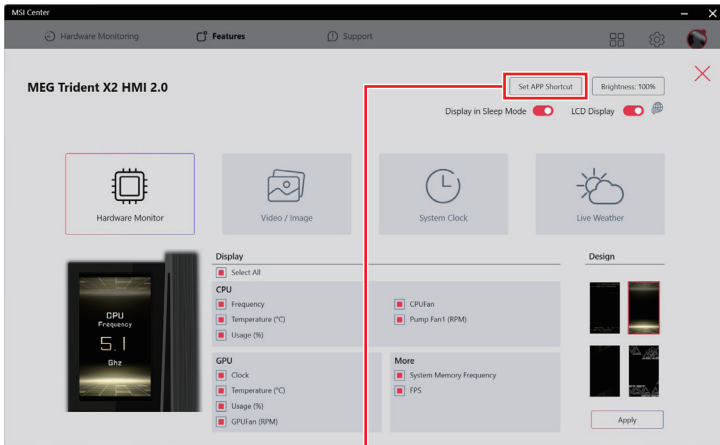 MSI Center
Hardware Monitoring
Features
Support
MEG Trident X2 HMI 2.0
Set APP Shortcut
Brightness: 100%
Display in Sleep Mode
LCD Display
Hardware Monitor
Video / Image
System Clock
Live Weather
Display
Select All
CPU
Frequency
Temperature (°C)
Usage (%)
CPUFan
Pump Fan1 (RPM)
GPU
Clock
Temperature (°C)
Usage (%)
GPUFan (RPM)
More
System Memory Frequency
FPS
CPU
Frequency
5.1
Ghz
Design
Apply